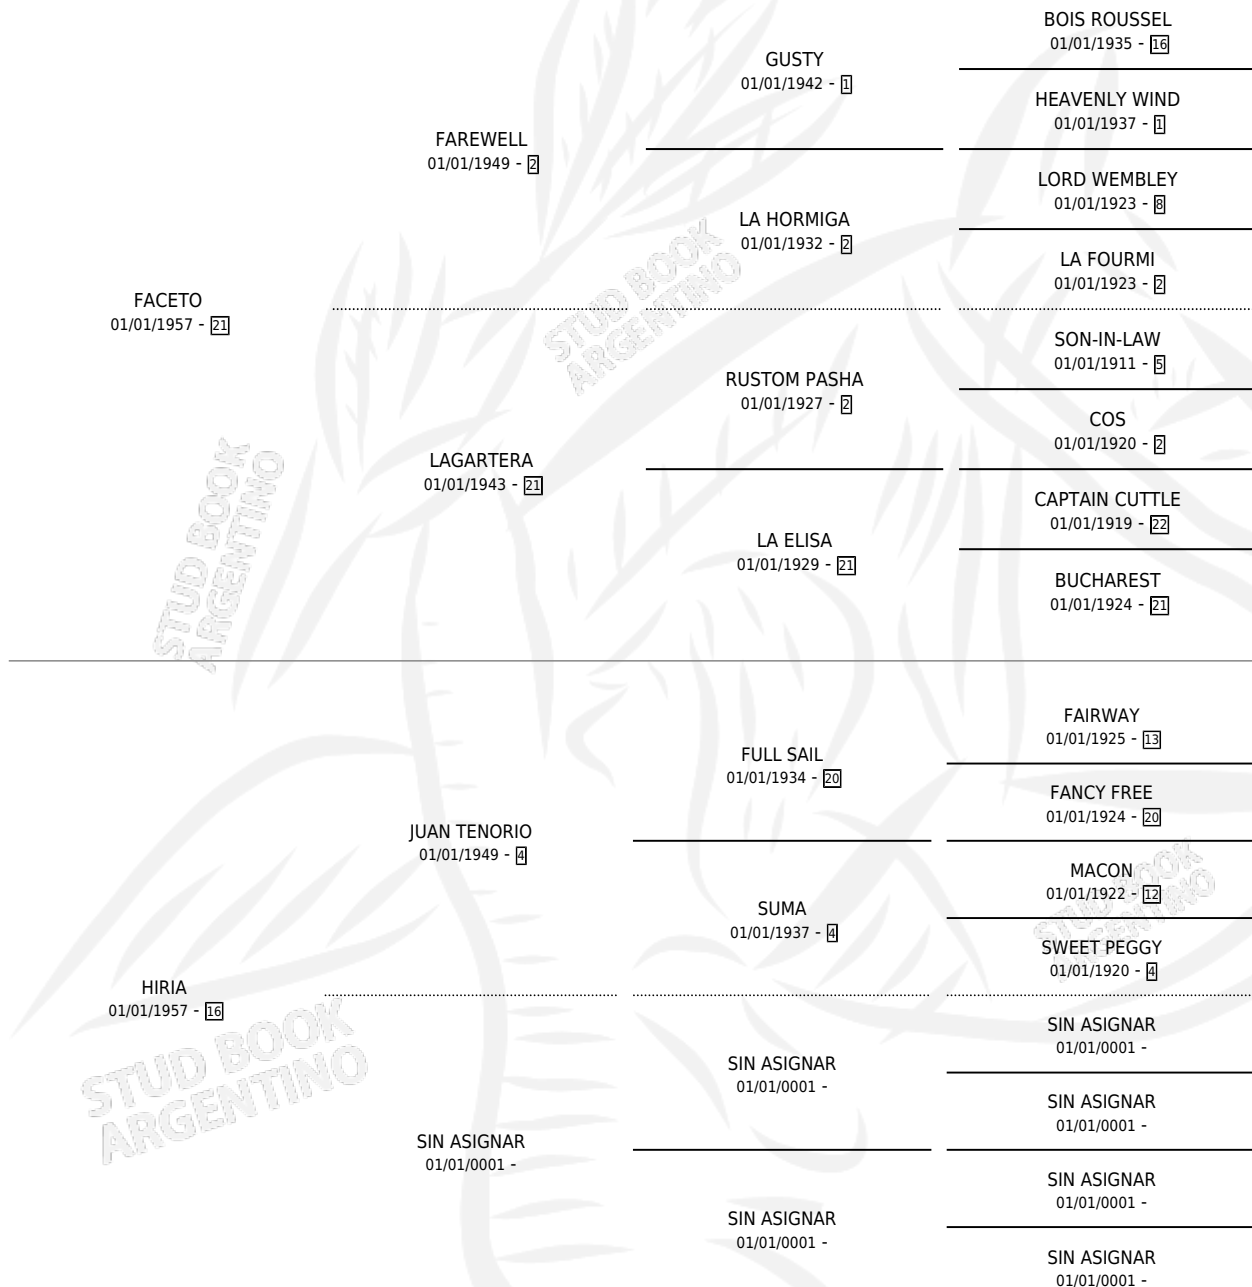 BOIS ROUSSEL
01/01/1935 - 16
GUSTY
01/01/1942 - 1
HEAVENLY WIND
01/01/1937 - 1
FAREWELL
01/01/1949 - 2
LORD WEMBLEY
01/01/1923 - 8
LA HORMIGA
01/01/1932 - 2
LA FOURMI
01/01/1923 - 2
FACETO
01/01/1957 - 21
SON-IN-LAW
01/01/1911 - 5
RUSTOM PASHA
01/01/1927 - 2
COS
01/01/1920 - 2
LAGARTERA
01/01/1943 - 21
CAPTAIN CUTTLE
01/01/1919 - 22
LA ELISA
01/01/1929 - 21
BUCHAREST
01/01/1924 - 21
FAIRWAY
01/01/1925 - 13
FULL SAIL
01/01/1934 - 20
FANCY FREE
01/01/1924 - 20
JUAN TENORIO
01/01/1949 - 4
MACON
01/01/1922 - 12
SUMA
01/01/1937 - 4
SWEET PEGGY
01/01/1920 - 4
HIRIA
01/01/1957 - 16
SIN ASIGNAR
01/01/0001 -
SIN ASIGNAR
01/01/0001 -
SIN ASIGNAR
01/01/0001 -
SIN ASIGNAR
01/01/0001 -
SIN ASIGNAR
01/01/0001 -
SIN ASIGNAR
01/01/0001 -
SIN ASIGNAR
01/01/0001 -
STUD BOOK
ARGENTINO
STUD BOOK
ARGENTINO
STUD BOOK
ARGENTINO
STUD BOOK
ARGENTINO